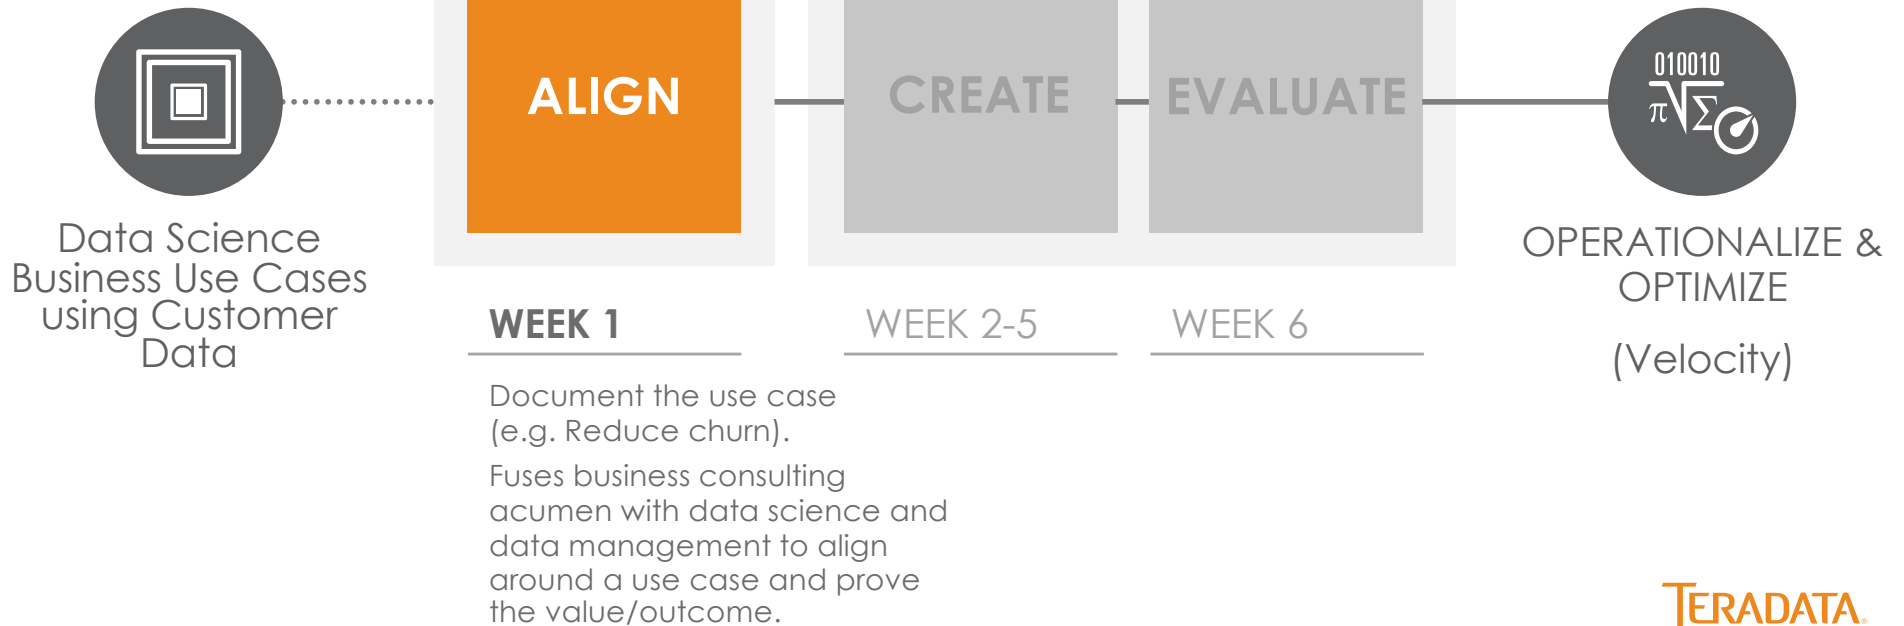 ALIGN
CREATE
EVALUATE
010010
π√Σ
Data Science
Business Use Cases
using Customer
Data
OPERATIONALIZE &
OPTIMIZE
(Velocity)
WEEK 1
WEEK 2-5
WEEK 6
Document the use case
(e.g. Reduce churn).
Fuses business consulting
acumen with data science and
data management to align
around a use case and prove
the value/outcome.
TERADATA.